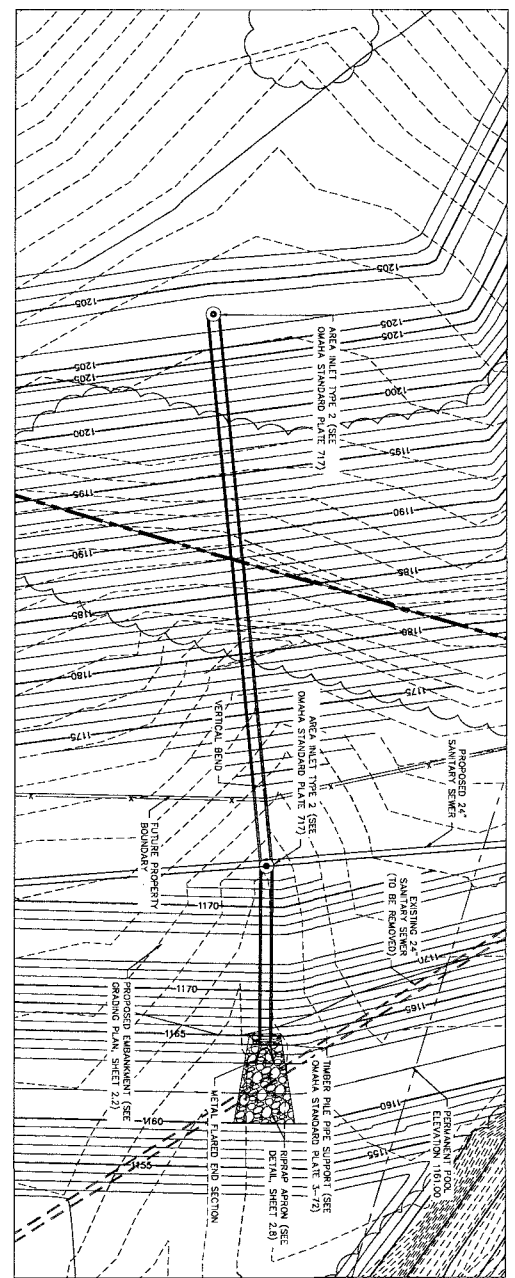 1205
1205
1205
1205
1205
1205
AREA INLET TYPE 2 (SEE
OMAHA STANDARD PLATE 717)
1200
1200
1195
1195
1190
1190
1185
1185
1180
1180
1175
1175
AREA INLET TYPE 2 (SEE
OMAHA STANDARD PLATE 717)
VERTICAL BEND
PROPOSED 24"
SANITARY SEWER
FUTURE PROPERTY
BOUNDARY
EXISTING 24"
SANITARY SEWER
(TO BE REMOVED)
1170
1170
1170
1165
1165
PROPOSED EMBANKMENT (SEE
GRADING PLAN, SHEET 2.2)
TIMBER PILE PIPE SUPPORT (SEE
OMAHA STANDARD PLATE
RIPRAP APRON (SEE
DETAIL, SHEET 2.8)
METAL FLARED END SECTION
PERMANENT POOL
ELEVATION 1161.00
1160
1160
1155
1155